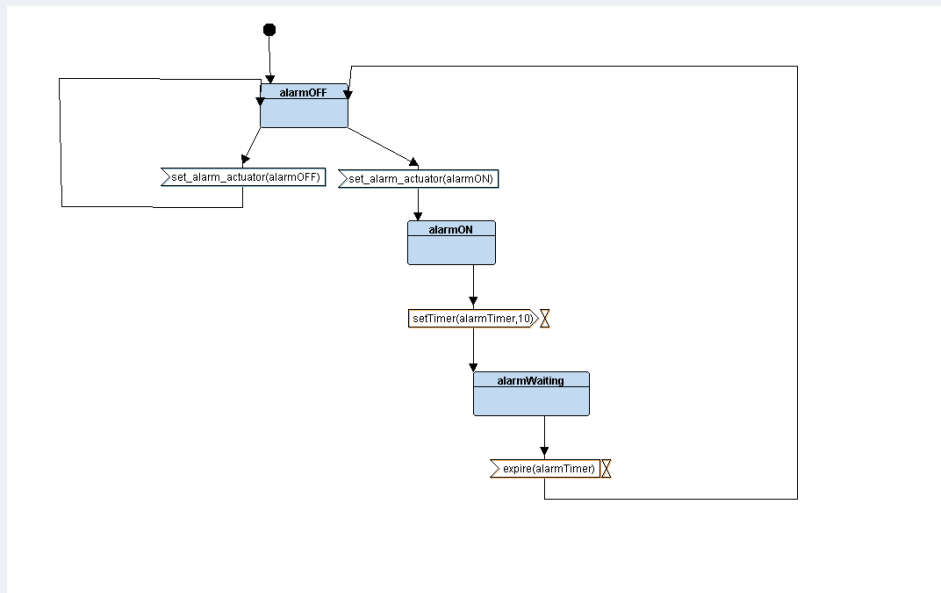 alarmOFF
set_alarm_actuator(alarmOFF)
set_alarm_actuator(alarmON)
alarmON
setTimer(alarmTimer,10)
alarmWaiting
expire(alarmTimer)